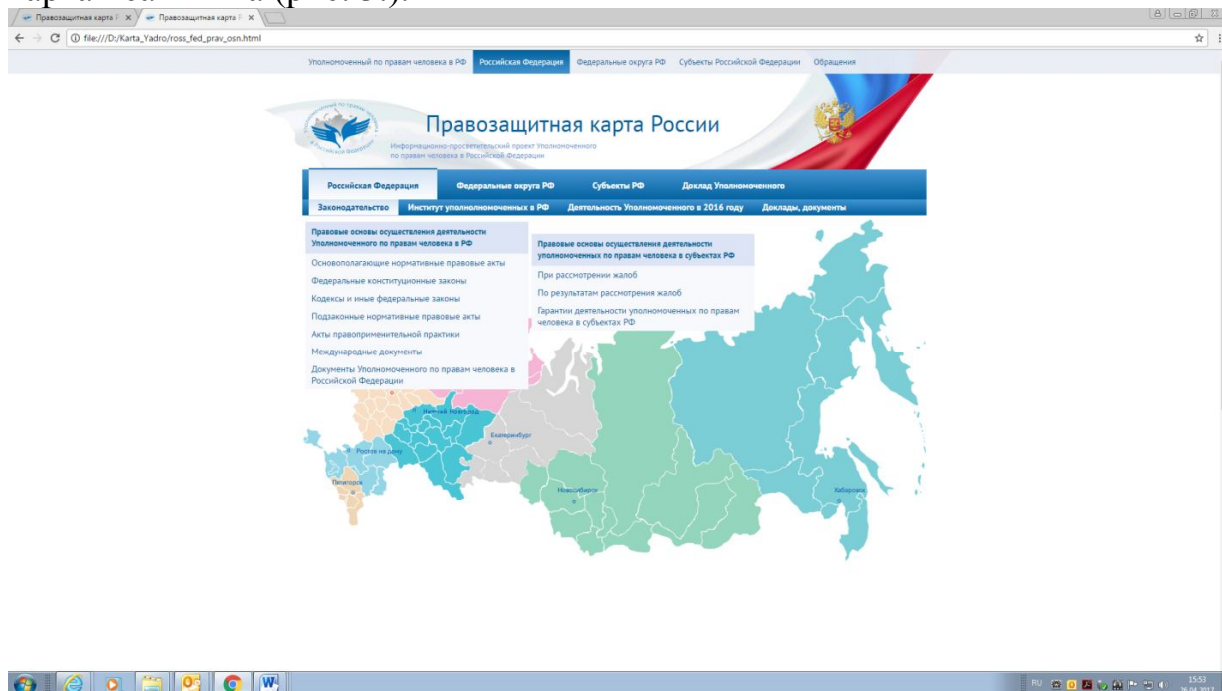 Правозащитная карта
Правозащитная карта
file:///D:/Karta_Yadro/ross_fed_prav_osn.html
Уполномоченный по правам человека в РФ Российская Федерация Федеральные округа РФ Субъекты Российской Федерации Обращения
Правозащитная карта России
Информационно-просветительский проект Уполномоченного
по правам человека в Российской Федерации
Российская Федерация Федеральные округа РФ Субъекты РФ Доклад Уполномоченного
Законодательство Институт уполномоченных в РФ Деятельность Уполномоченного в 2016 году Доклады, документы
Правовые основы осуществления деятельности
Уполномоченного по правам человека в РФ
Основополагающие нормативные правовые акты
Федеральные конституционные законы
Кодексы и иные федеральные законы
Подзаконные нормативные правовые акты
Акты правоприменительной практики
Международные документы
Документы Уполномоченного по правам человека в
Российской Федерации
Правовые основы осуществления деятельности
уполномоченных по правам человека в субъектах РФ
При рассмотрении жалоб
По результатам рассмотрения жалоб
Гарантии деятельности уполномоченных по правам
человека в субъектах РФ
Нижний Новгород
Екатеринбург
Ростов на дону
Пятигорск
Новосибирск
Хабаровск
RU
15:53
26.04.2017